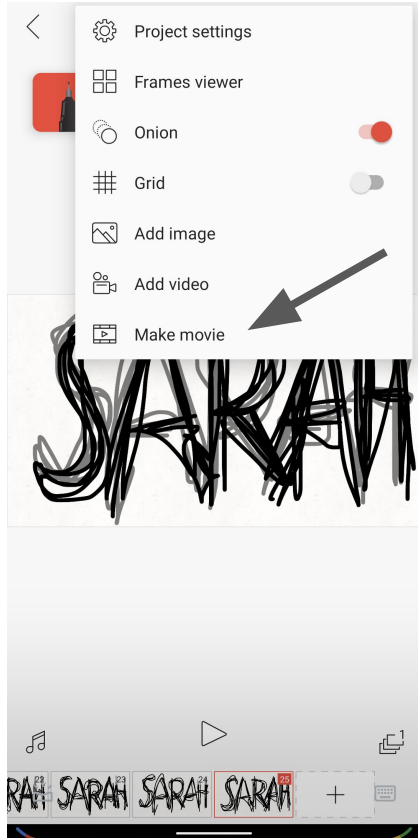 Project settings
Frames viewer
Onion
Grid
Add image
Add video
Make movie
SARAH
1
22 23 24 25
SARAH SARAH SARAH